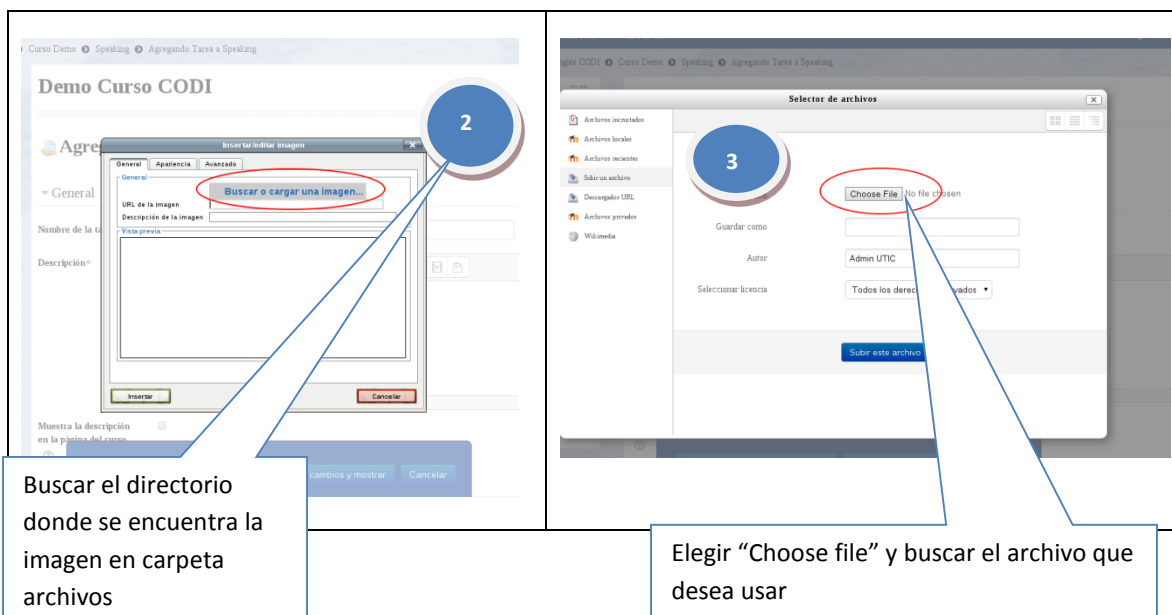 Curso Demo Speaking Agregando Tarea a Speaking
Demo Curso CODI
2
Agre
Insertar/editar imagen
General Apariencia Avanzado
General
Buscar o cargar una imagen...
URL de la imagen
Descripción de la imagen
Vista previa
General
Nombre de la ta
Descripción*
Insertar Cancelar
Muestra la descripción
en la página del curso
cambios y mostrar Cancelar
Buscar el directorio
donde se encuentra la
imagen en carpeta
archivos
Inglés CODI Curso Demo Speaking Agregando Tarea a Speaking
Selector de archivos
Archivos incrustados
Archivos locales
Archivos recientes
Subir un archivo
Descargador URL
Archivos privados
Wikimedia
3
Choose File No file chosen
Guardar como
Autor Admin UTIC
Seleccionar licencia Todos los derec vados
Subir este archivo
Elegir “Choose file” y buscar el archivo que
desea usar